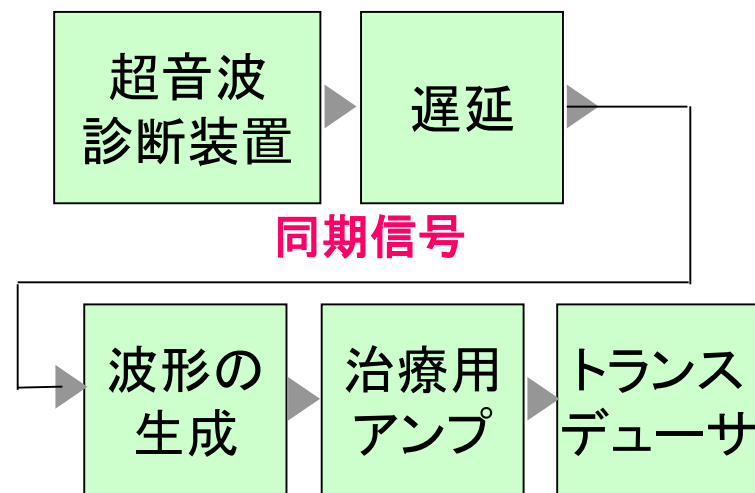 超音波
診断装置
遅延
同期信号
波形の
生成
治療用
アンプ
トランス
デューサ